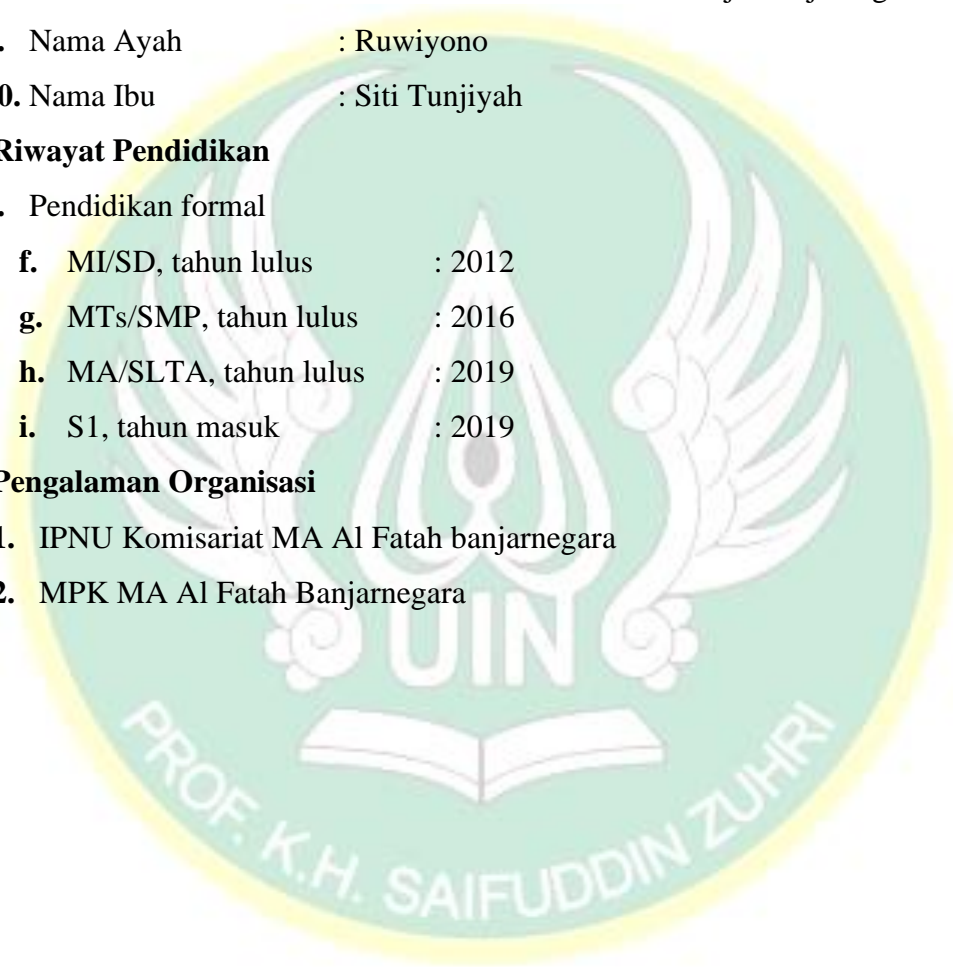 . Nama Ayah : Ruwiyono
0. Nama Ibu : Siti Tunjiyah
Riwayat Pendidikan
. Pendidikan formal
f. MI/SD, tahun lulus : 2012
g. MTs/SMP, tahun lulus : 2016
h. MA/SLTA, tahun lulus : 2019
i. S1, tahun masuk : 2019
Pengalaman Organisasi
1. IPNU Komisariat MA Al Fatah banjarnegara
2. MPK MA Al Fatah Banjarnegara
UIN
PROF. K.H. SAIFUDDIN ZUHRI